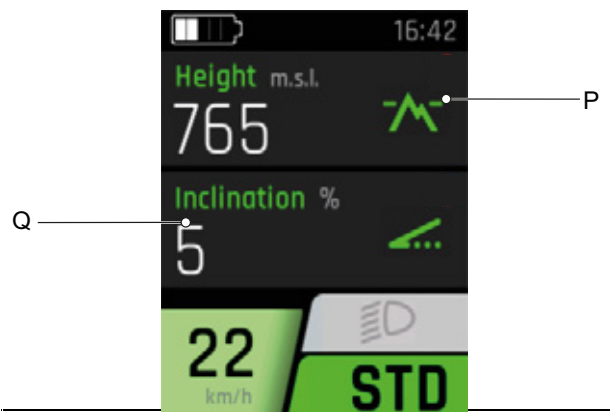 16:42
Height m.s.l.
765
P
Inclination %
Q
5
22
km/h
STD